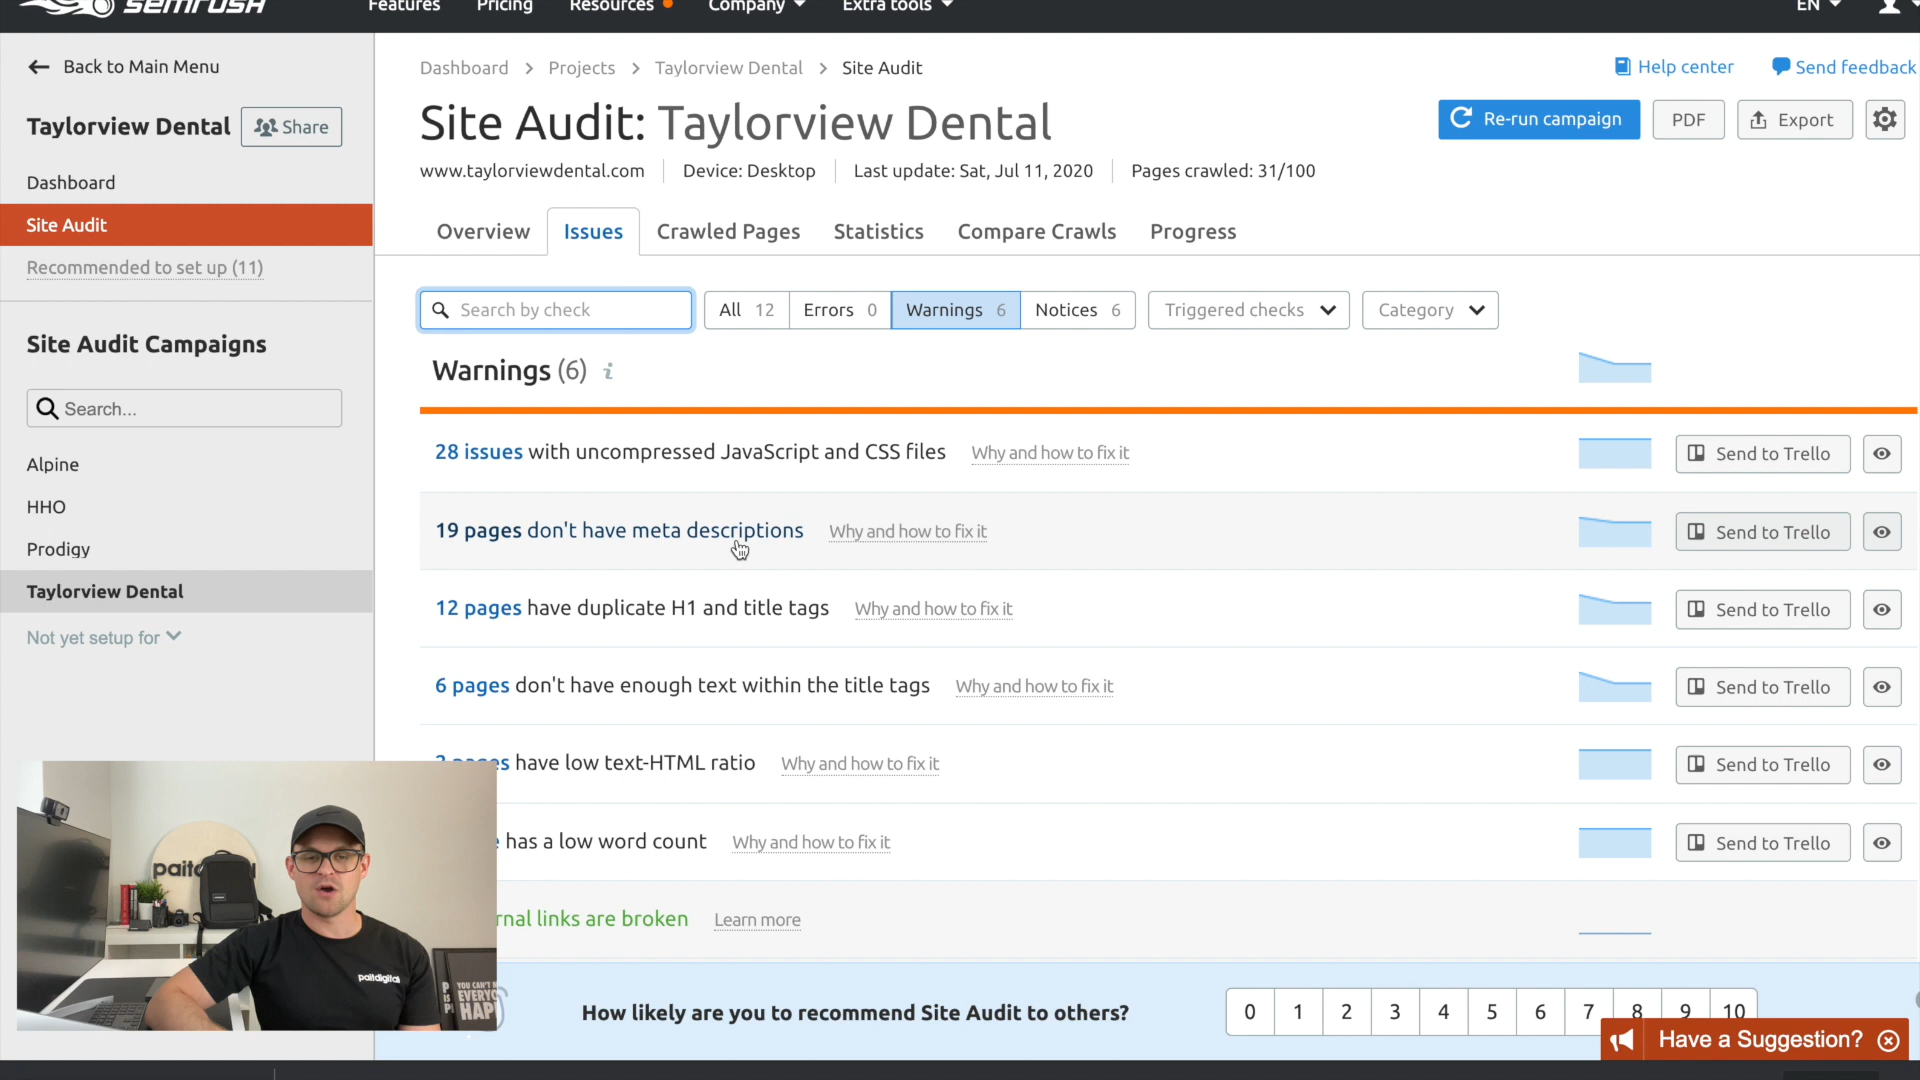 semrush
Features
Pricing
Resources
Company
Extra tools
EN
Back to Main Menu
Taylorview Dental
Share
Dashboard
Site Audit
Recommended to set up (11)
Site Audit Campaigns
Search...
Alpine
HHO
Prodigy
Taylorview Dental
Not yet setup for
Dashboard > Projects > Taylorview Dental > Site Audit
Help center
Send feedback
Site Audit: Taylorview Dental
Re-run campaign
PDF
Export
www.taylorviewdental.com
Device: Desktop
Last update: Sat, Jul 11, 2020
Pages crawled: 31/100
Overview
Issues
Crawled Pages
Statistics
Compare Crawls
Progress
Search by check
All 12
Errors 0
Warnings 6
Notices 6
Triggered checks
Category
Warnings (6) i
28 issues with uncompressed JavaScript and CSS files Why and how to fix it
Send to Trello
19 pages don't have meta descriptions Why and how to fix it
Send to Trello
12 pages have duplicate H1 and title tags Why and how to fix it
Send to Trello
6 pages don't have enough text within the title tags Why and how to fix it
Send to Trello
pages have low text-HTML ratio Why and how to fix it
Send to Trello
has a low word count Why and how to fix it
Send to Trello
links are broken Learn more
paitdigital
YOU CAN'T
EVERYO
HAP
How likely are you to recommend Site Audit to others?
0 1 2 3 4 5 6 7 8 9 10
Have a Suggestion?